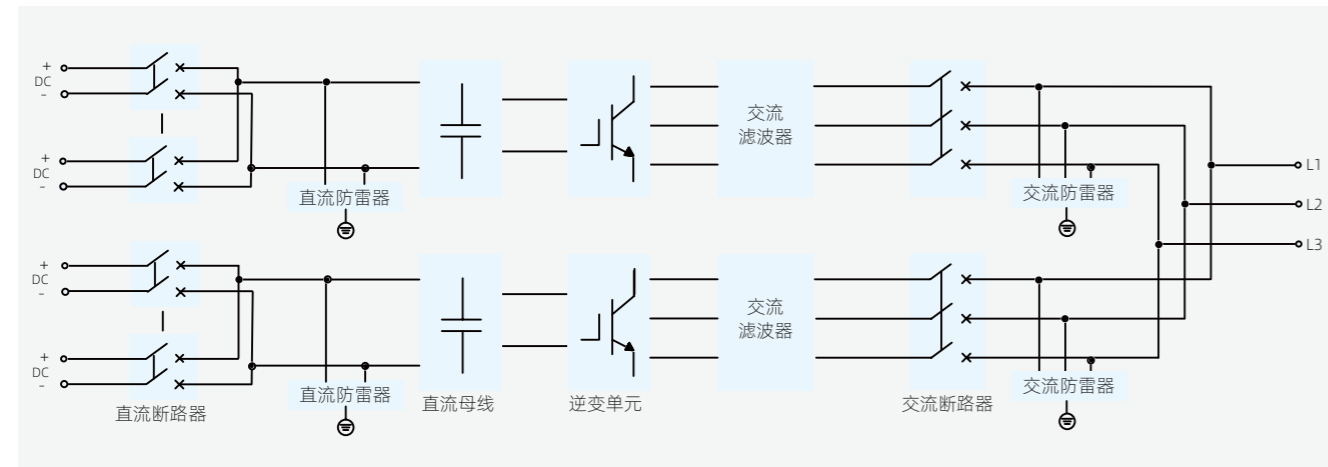 +
DC
-
+
DC
-
直流防雷器
交流
滤波器
交流防雷器
L1
L2
L3
+
DC
-
+
DC
-
直流断路器
直流防雷器
直流母线
逆变单元
交流
滤波器
交流断路器
交流防雷器